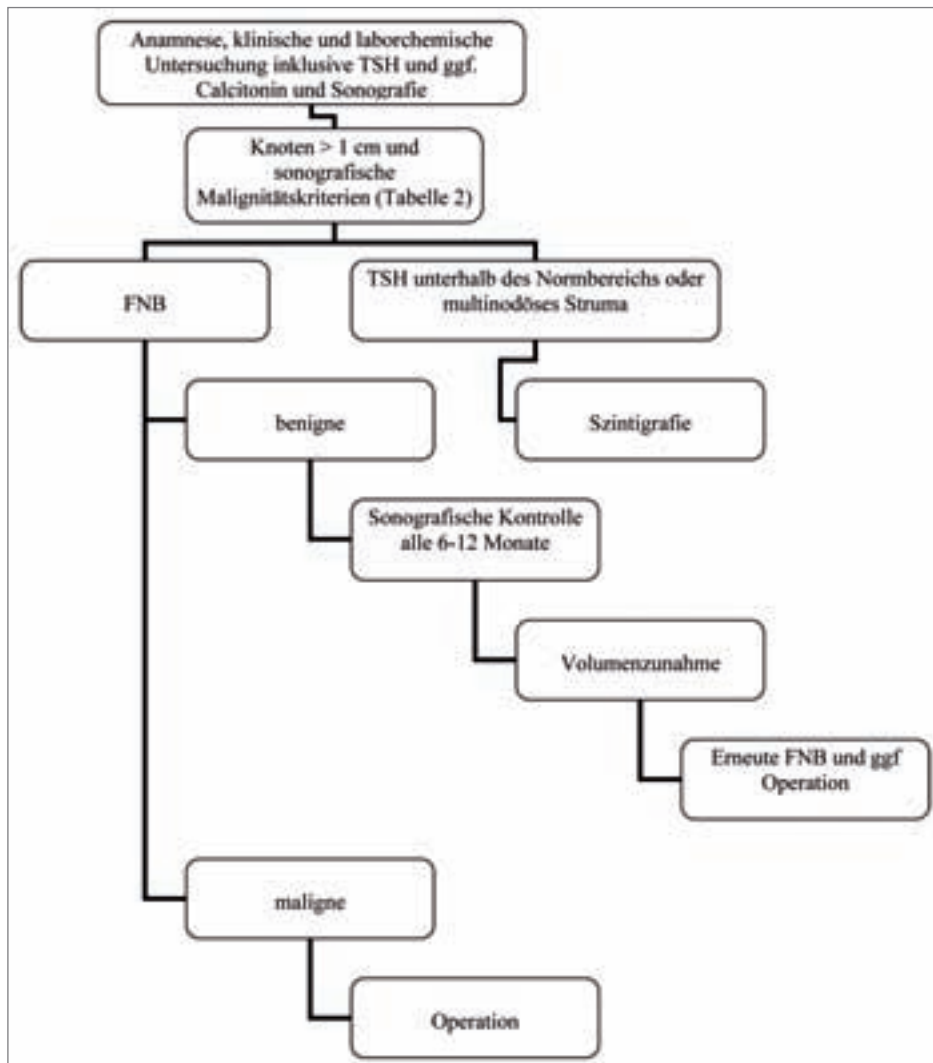 Anamnese, klinische und laborchemische
Untersuchung inklusive TSH und ggf.
Calcitonin und Sonografie
Knoten > 1 cm und
sonografische
Malignitätskriterien (Tabelle 2)
FNB
TSH unterhalb des Normbereichs oder
multinodöses Struma
benigne
Szintigrafie
Sonografische Kontrolle
alle 6-12 Monate
Volumenzunahme
Erneute FNB und ggf
Operation
maligne
Operation